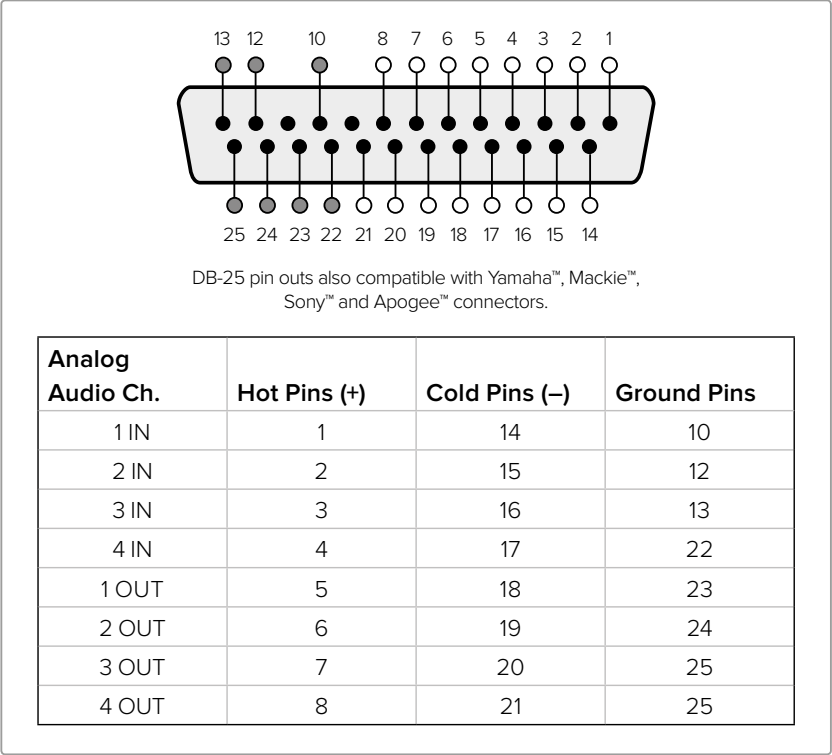 13 12 10 8 7 6 5 4 3 2 1
25 24 23 22 21 20 19 18 17 16 15 14
DB-25 pin outs also compatible with Yamaha™, Mackie™,
Sony™ and Apogee™ connectors.
Analog
Audio Ch. Hot Pins (+) Cold Pins (–) Ground Pins
1 IN 1 14 10
2 IN 2 15 12
3 IN 3 16 13
4 IN 4 17 22
1 OUT 5 18 23
2 OUT 6 19 24
3 OUT 7 20 25
4 OUT 8 21 25